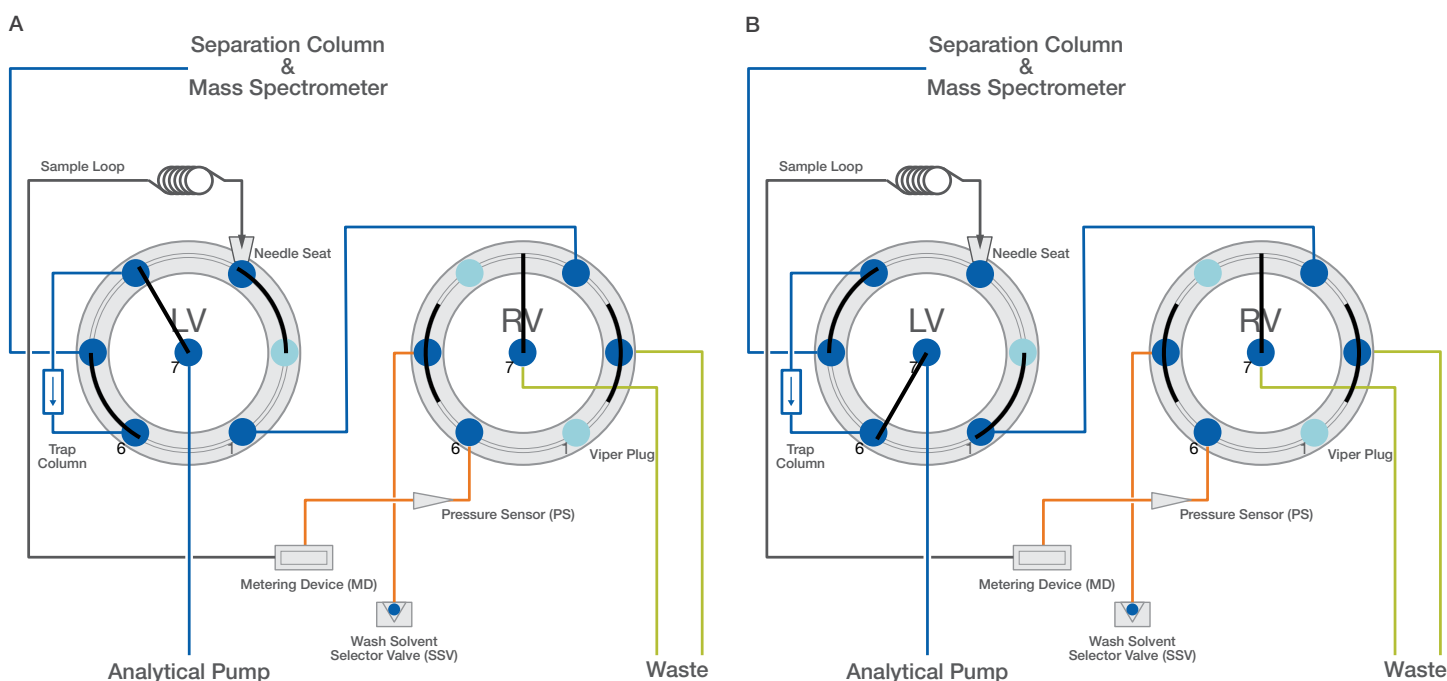 A
Separation Column
&
Mass Spectrometer
Sample Loop
Needle Seat
LV
7
RV
7
Trap
Column
6
1
6
1
Viper Plug
Pressure Sensor (PS)
Metering Device (MD)
Wash Solvent
Selector Valve (SSV)
Analytical Pump
Waste
B
Separation Column
&
Mass Spectrometer
Sample Loop
Needle Seat
LV
7
RV
7
Trap
Column
6
1
6
1
Viper Plug
Pressure Sensor (PS)
Metering Device (MD)
Wash Solvent
Selector Valve (SSV)
Analytical Pump
Waste